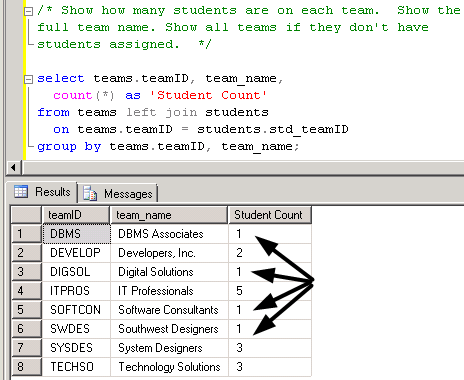 /* Show how many students are on each team.  Show the
full team name. Show all teams if they don't have
students assigned.  */
select teams.teamID, team_name,
count(*) as 'Student Count'
from teams left join students
on teams.teamID = students.std_teamID
group by teams.teamID, team_name;
Results Messages
teamID team_name Student Count
1 DBMS DBMS Associates 1
2 DEVELOP Developers, Inc. 2
3 DIGSOL Digital Solutions 1
4 ITPROS IT Professionals 5
5 SOFTCON Software Consultants 1
6 SWDES Southwest Designers 1
7 SYSDES System Designers 3
8 TECHSO Technology Solutions 3